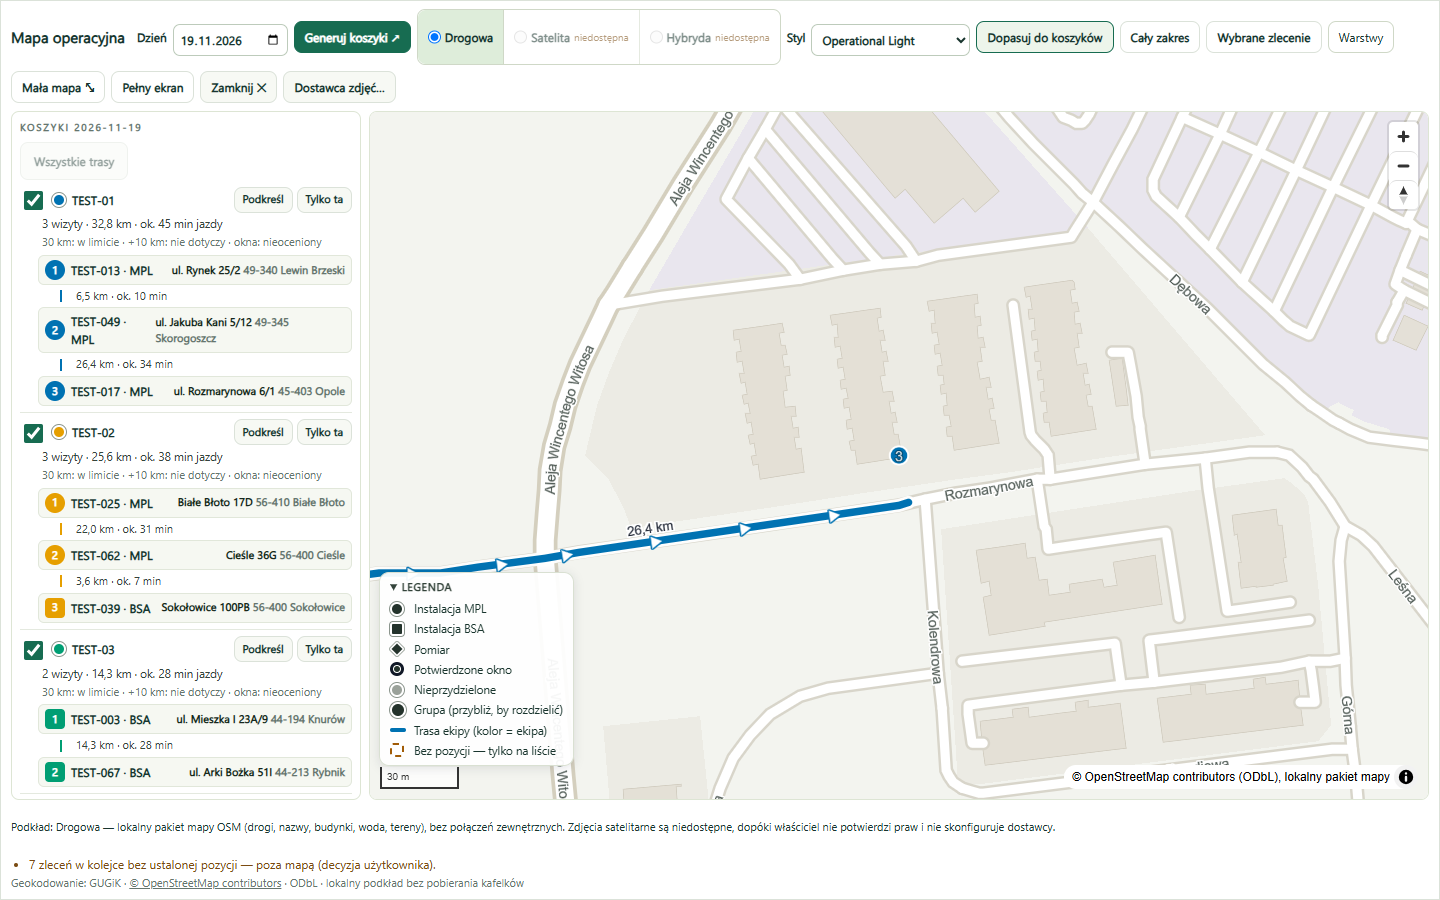 Mapa operacyjna
Dzień
19.11.2026
Generuj koszyki ↗
Drogowa
Satelita niedostępna
Hybryda niedostępna
Styl
Operational Light
Dopasuj do koszyków
Cały zakres
Wybrane zlecenie
Warstwy
Mała mapa ⤡
Pełny ekran
Zamknij ✕
Dostawca zdjęć...
KOSZYKI 2026-11-19
Wszystkie trasy
TEST-01
Podkreśl
Tylko ta
3 wizyty · 32,8 km · ok. 45 min jazdy
30 km: w limicie · +10 km: nie dotyczy · okna: nieoceniony
1 TEST-013 · MPL ul. Rynek 25/2 49-340 Lewin Brzeski
6,5 km · ok. 10 min
2 TEST-049 · MPL ul. Jakuba Kani 5/12 49-345 Skorogoszcz
26,4 km · ok. 34 min
3 TEST-017 · MPL ul. Rozmarynowa 6/1 45-403 Opole
TEST-02
Podkreśl
Tylko ta
3 wizyty · 25,6 km · ok. 38 min jazdy
30 km: w limicie · +10 km: nie dotyczy · okna: nieoceniony
1 TEST-025 · MPL Białe Błoto 17D 56-410 Białe Błoto
22,0 km · ok. 31 min
2 TEST-062 · MPL Cieśle 36G 56-400 Cieśle
3,6 km · ok. 7 min
3 TEST-039 · BSA Sokołowice 100PB 56-400 Sokołowice
TEST-03
Podkreśl
Tylko ta
2 wizyty · 14,3 km · ok. 28 min jazdy
30 km: w limicie · +10 km: nie dotyczy · okna: nieoceniony
1 TEST-003 · BSA ul. Mieszka I 23A/9 44-194 Knurów
14,3 km · ok. 28 min
2 TEST-067 · BSA ul. Arki Bożka 51I 44-213 Rybnik
Aleja Wincentego
Aleja Wincentego Witosa
Dębowa
3
Rozmarynowa
26,4 km
Kolendrowa
Leśna
Górna
▼ LEGENDA
Instalacja MPL
Instalacja BSA
Pomiar
Potwierdzone okno
Nieprzydzielone
Grupa (przybliż, by rozdzielić)
Trasa ekipy (kolor = ekipa)
Bez pozycji — tylko na liście
30 m
© OpenStreetMap contributors (ODbL), lokalny pakiet mapy
Podkład: Drogowa — lokalny pakiet mapy OSM (drogi, nazwy, budynki, woda, tereny), bez połączeń zewnętrznych. Zdjęcia satelitarne są niedostępne, dopóki właściciel nie potwierdzi praw i nie skonfiguruje dostawcy.
• 7 zleceń w kolejce bez ustalonej pozycji — poza mapą (decyzja użytkownika).
Geokodowanie: GUGiK · © OpenStreetMap contributors · ODbL · lokalny podkład bez pobierania kafelków